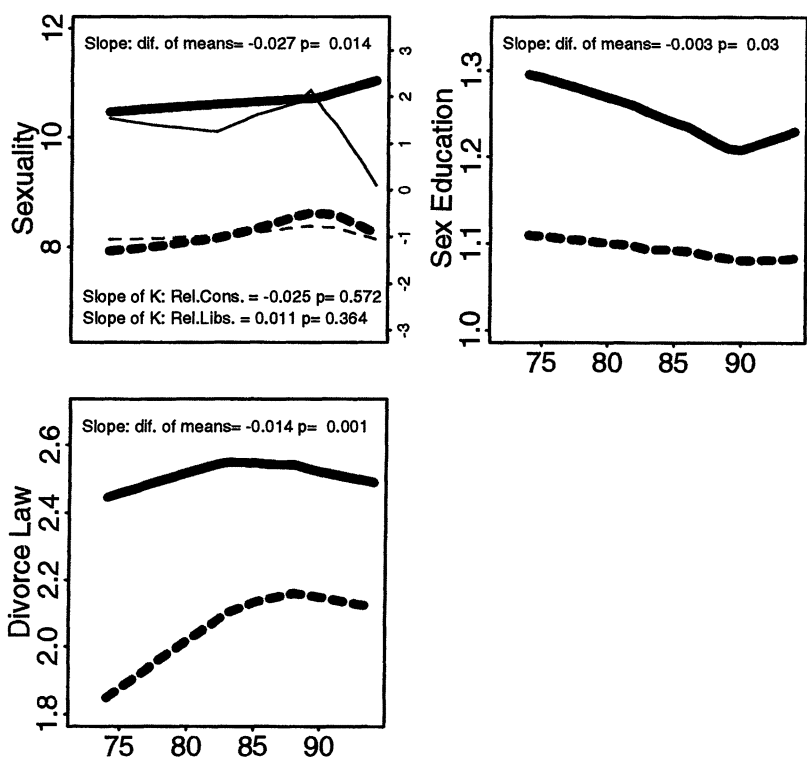 Slope: dif. of means= -0.027 p= 0.014
Sexuality
12
10
8
3
2
1
0
-1
-2
-3
Slope of K: Rel.Cons. = -0.025 p= 0.572
Slope of K: Rel.Libs. = 0.011 p= 0.364
Slope: dif. of means= -0.003 p= 0.03
Sex Education
1.3
1.2
1.1
1.0
75 80 85 90
Slope: dif. of means= -0.014 p= 0.001
Divorce Law
2.6
2.4
2.2
2.0
1.8
75 80 85 90